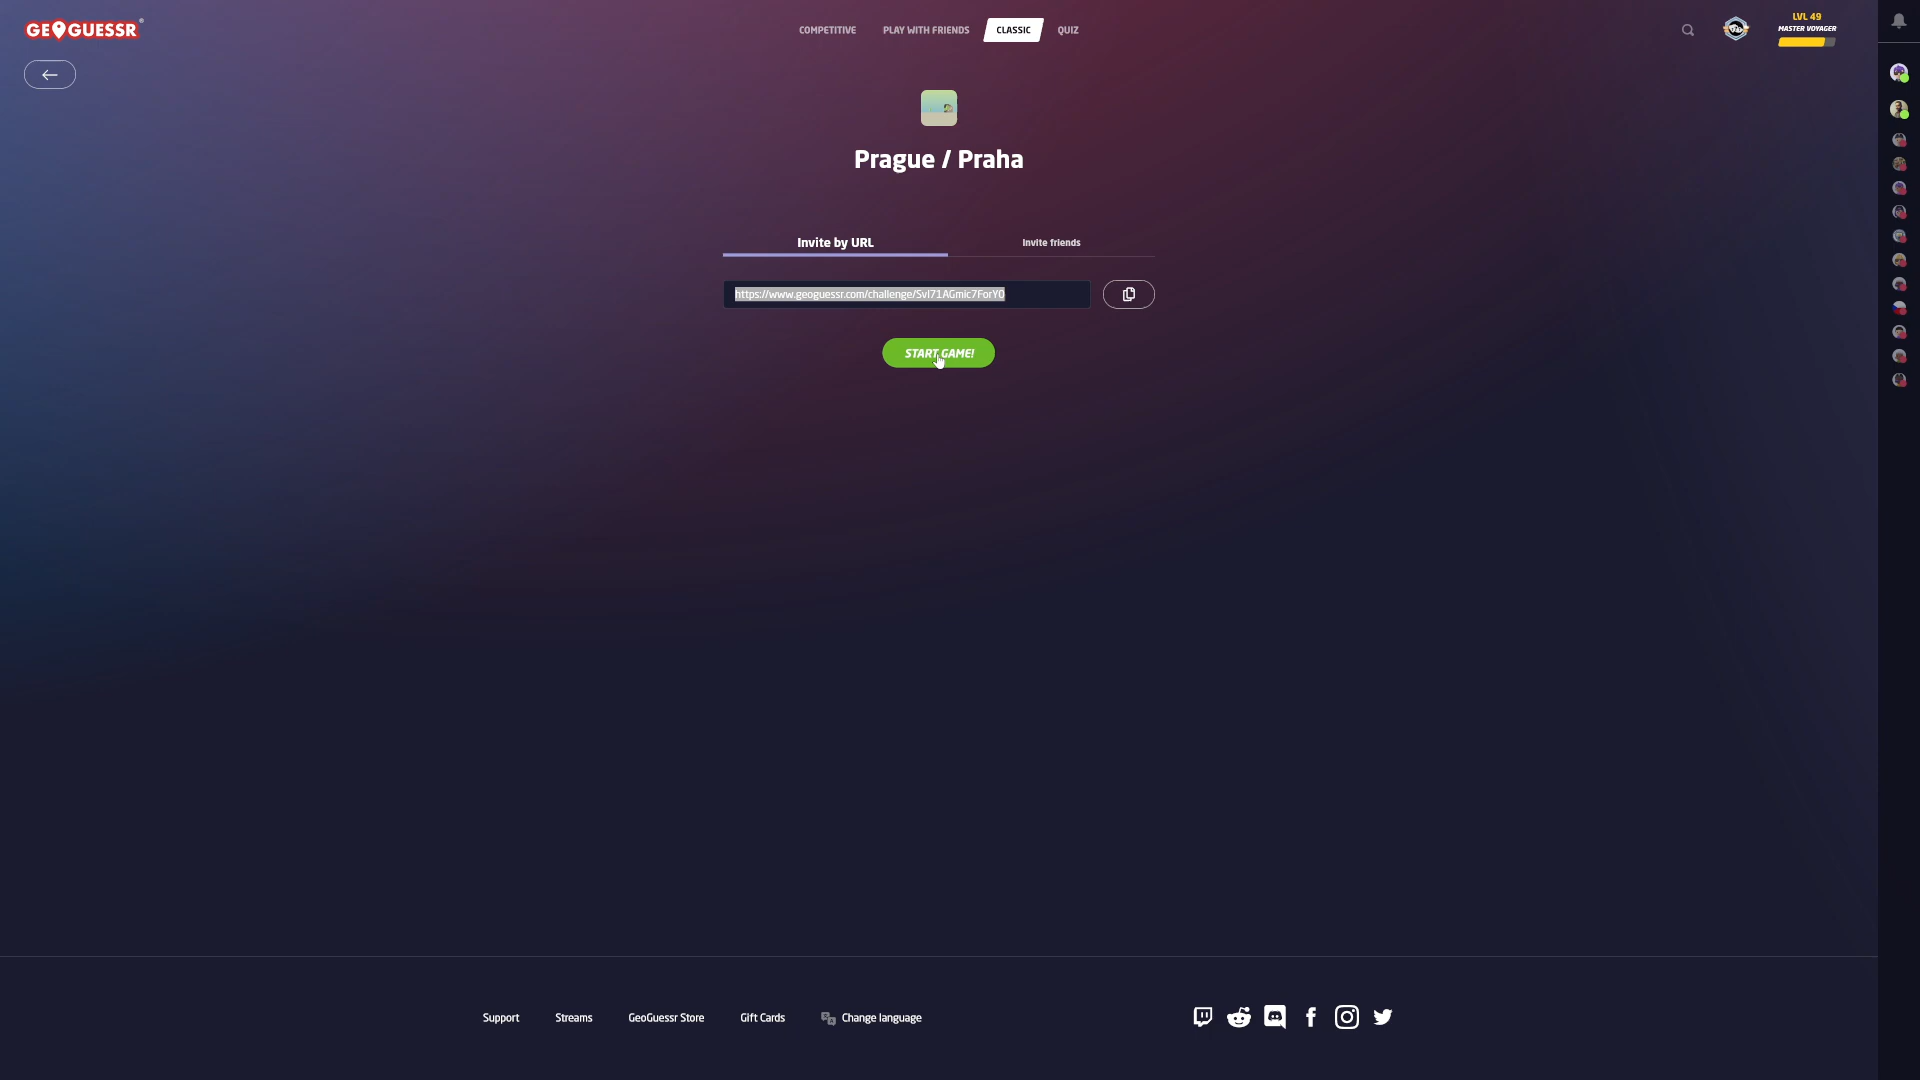 GEOGUESSR
COMPETITIVE
PLAY WITH FRIENDS
CLASSIC
QUIZ
LVL 49
MASTER VOYAGER
Prague / Praha
Invite by URL
Invite friends
https://www.geoguessr.com/challenge/Svl71AGmic7ForY0
START GAME!
Support
Streams
GeoGuessr Store
Gift Cards
Change language